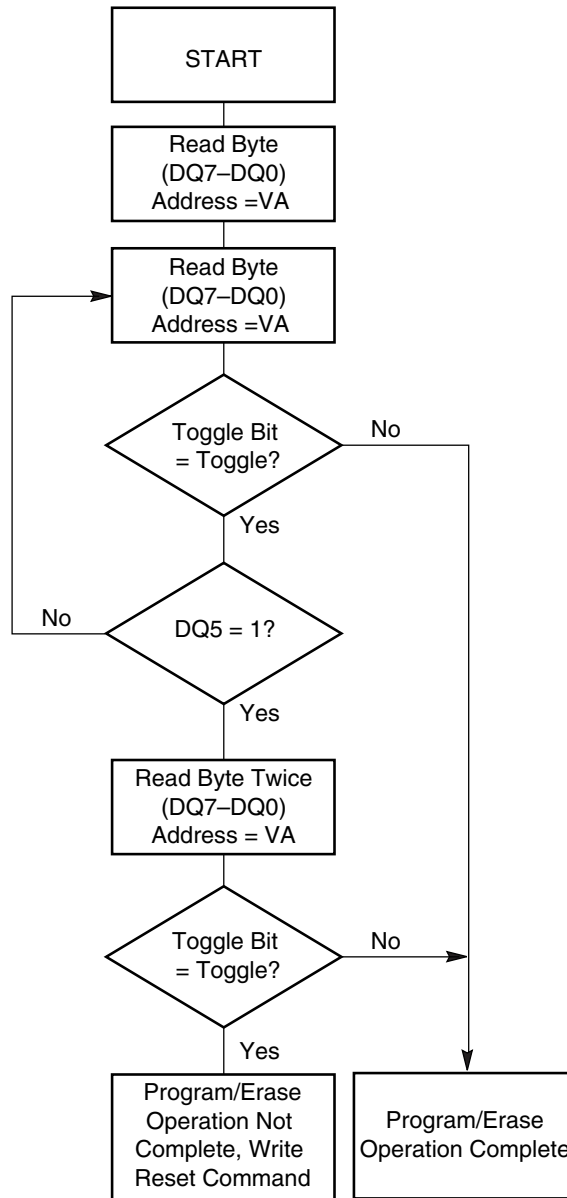 START
Read Byte
(DQ7–DQ0)
Address =VA
Read Byte
(DQ7–DQ0)
Address =VA
Toggle Bit
= Toggle?
No
Yes
No
DQ5 = 1?
Yes
Read Byte Twice
(DQ7–DQ0)
Address = VA
Toggle Bit
= Toggle?
No
Yes
Program/Erase
Operation Not
Complete, Write
Reset Command
Program/Erase
Operation Complete